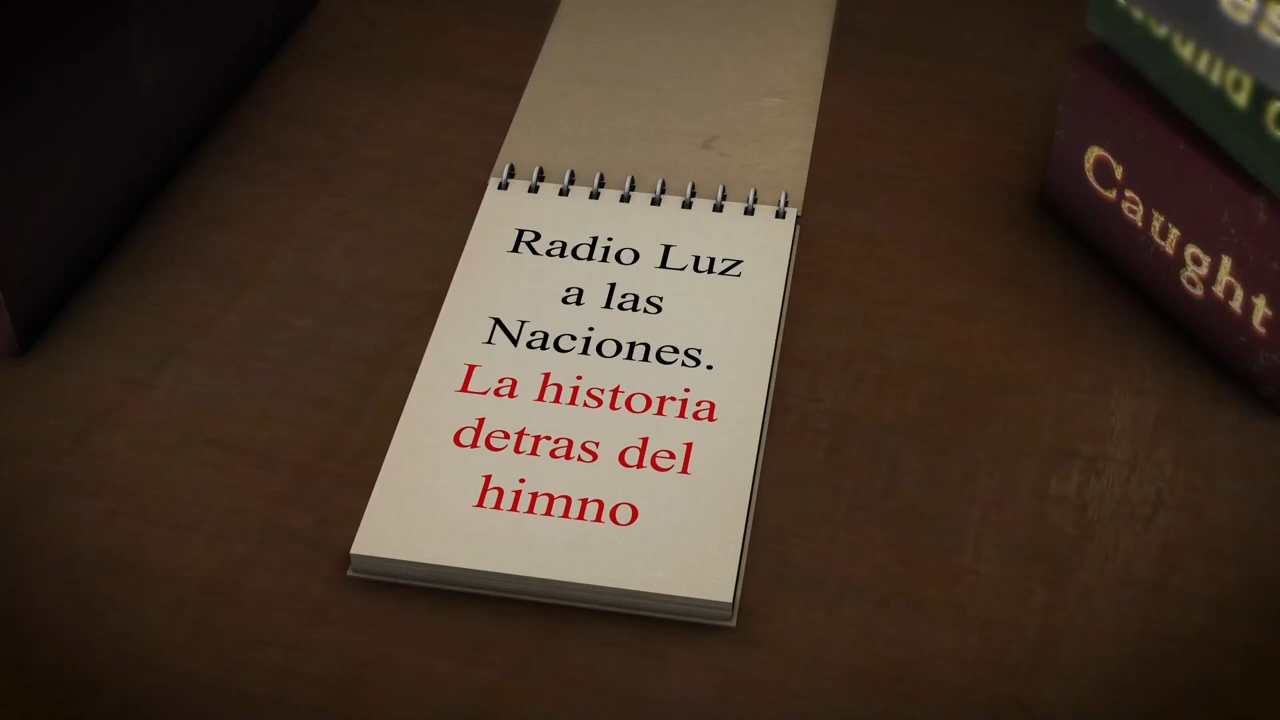 Radio Luz
a las
Naciones.
La historia
detras del
himno
Caught